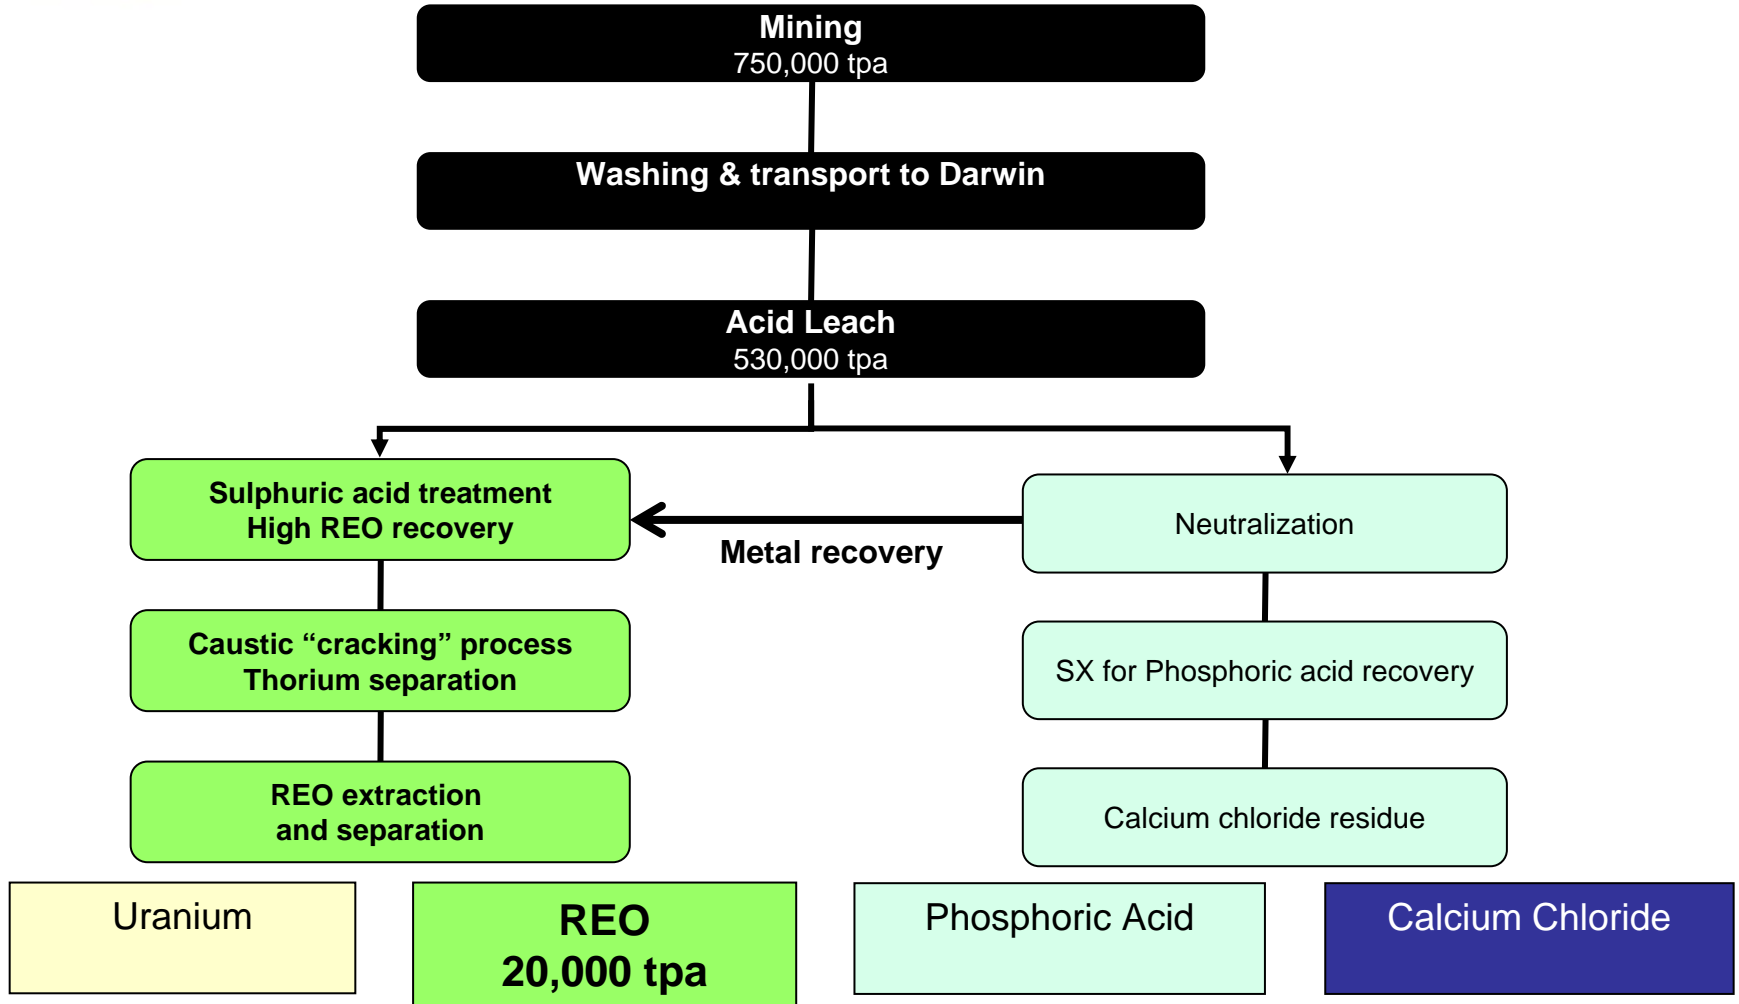 Mining
750,000 tpa
Washing & transport to Darwin
Acid Leach
530,000 tpa
Sulphuric acid treatment
High REO recovery
Metal recovery
Neutralization
Caustic “cracking” process
Thorium separation
SX for Phosphoric acid recovery
REO extraction
and separation
Calcium chloride residue
Uranium
REO
20,000 tpa
Phosphoric Acid
Calcium Chloride